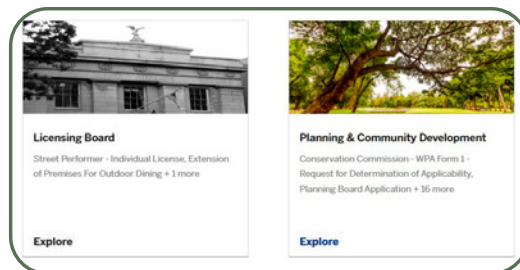 Licensing Board
Street Performer - Individual License, Extension
of Premises For Outdoor Dining + 1 more
Explore
Planning & Community Development
Conservation Commission - WPA Form 1 -
Request for Determination of Applicability,
Planning Board Application + 16 more
Explore